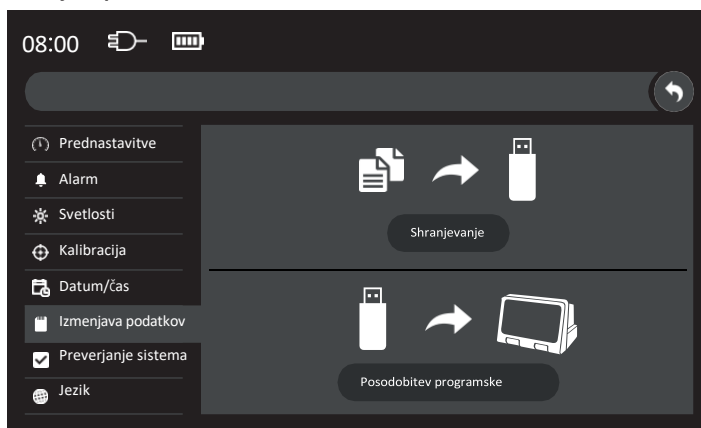 08:00
Prednastavitve
Alarm
Svetlosti
Kalibracija
Datum/čas
Izmenjava podatkov
Preverjanje sistema
Jezik
Shranjevanje
Posodobitev programske